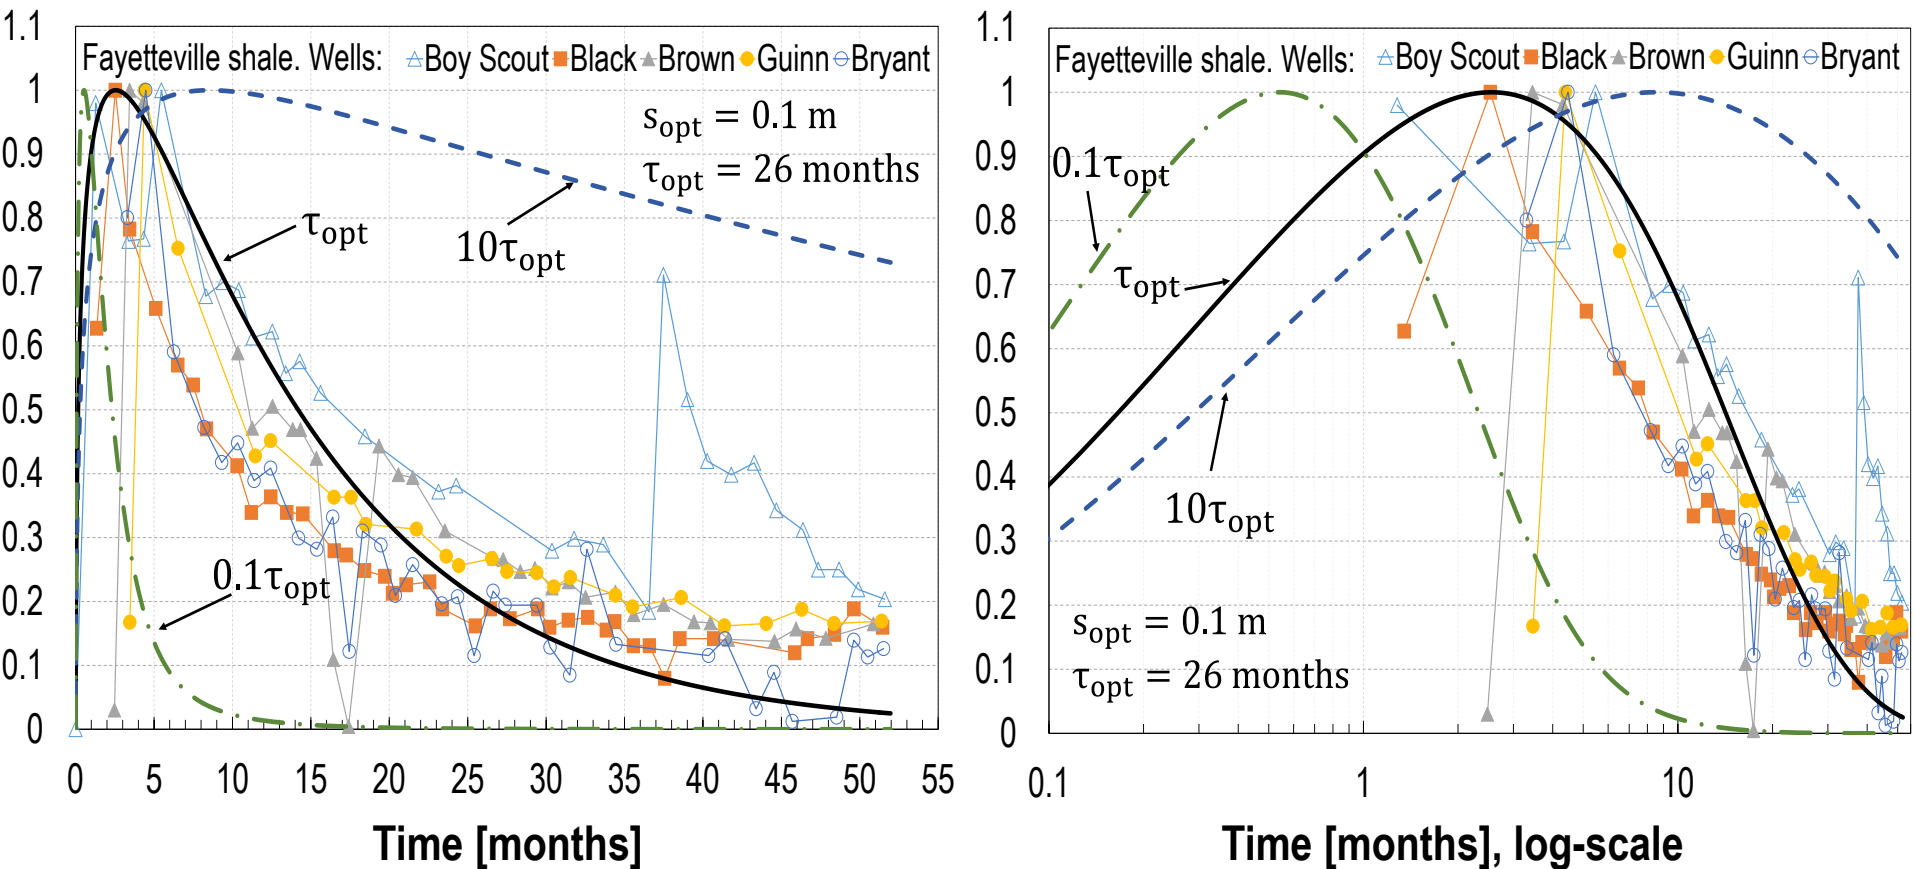 Fayetteville shale. Wells: Boy Scout Black Brown Guinn Bryant
s_opt = 0.1 m
τ_opt = 26 months
τ_opt
10τ_opt
0.1τ_opt
1.1
1
0.9
0.8
0.7
0.6
0.5
0.4
0.3
0.2
0.1
0
0 5 10 15 20 25 30 35 40 45 50 55
Time [months]
Fayetteville shale. Wells: Boy Scout Black Brown Guinn Bryant
0.1τ_opt
τ_opt
10τ_opt
s_opt = 0.1 m
τ_opt = 26 months
1.1
1
0.9
0.8
0.7
0.6
0.5
0.4
0.3
0.2
0.1
0
0.1 1 10
Time [months], log-scale